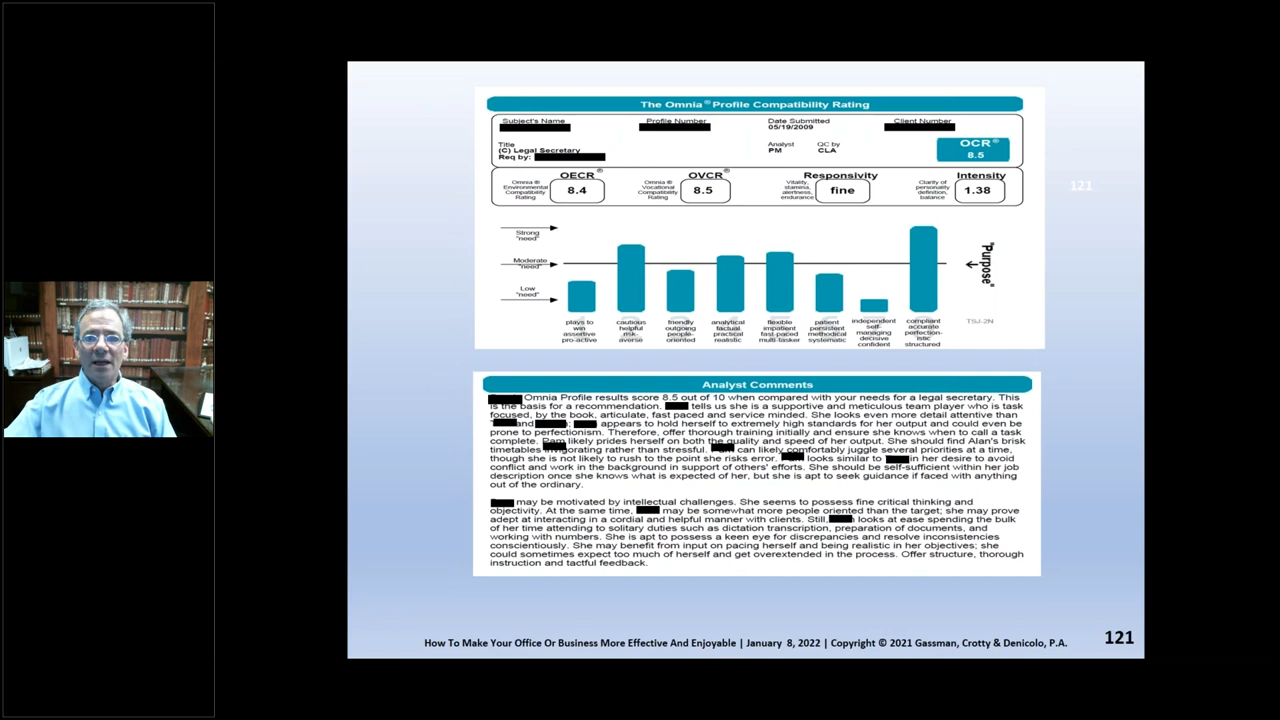 The Omnia® Profile Compatibility Rating
Subject's Name Profile Number Date Submitted Client Number
05/19/2009
Title Analyst QC by OCR®
(C) Legal Secretary PM CLA 8.5
Req by:
OECR® OVCR® Responsivity Intensity
Omnia® Environmental Compatibility Rating 8.4 Omnia® Vocational Compatibility Rating 8.5 Vitality, stamina, alertness, endurance fine Clarity of personality definition, balance 1.38
Strong "need"
Moderate "need"
Low "need"
"Purpose"
plays to win assertive pro-active
cautious helpful risk-averse
friendly outgoing people-oriented
analytical factual practical realistic
flexible impatient fast-paced multi-tasker
patient persistent methodical systematic
independent self-managing decisive confident
compliant accurate perfection-istic structured
TSJ-2N
121
Analyst Comments
Omnia Profile results score 8.5 out of 10 when compared with your needs for a legal secretary. This
is the basis for a recommendation. tells us she is a supportive and meticulous team player who is task
focused, by the book, articulate, fast paced and service minded. She looks even more detail attentive than
and ; appears to hold herself to extremely high standards for her output and could even be
prone to perfectionism. Therefore, offer thorough training initially and ensure she knows when to call a task
complete. Pam likely prides herself on both the quality and speed of her output. She should find Alan's brisk
timetables invigorating rather than stressful. can likely comfortably juggle several priorities at a time,
though she is not likely to rush to the point she risks error. looks similar to in her desire to avoid
conflict and work in the background in support of others' efforts. She should be self-sufficient within her job
description once she knows what is expected of her, but she is apt to seek guidance if faced with anything
out of the ordinary.
may be motivated by intellectual challenges. She seems to possess fine critical thinking and
objectivity. At the same time, may be somewhat more people oriented than the target; she may prove
adept at interacting in a cordial and helpful manner with clients. Still, looks at ease spending the bulk
of her time attending to solitary duties such as dictation transcription, preparation of documents, and
working with numbers. She is apt to possess a keen eye for discrepancies and resolve inconsistencies
conscientiously. She may benefit from input on pacing herself and being realistic in her objectives; she
could sometimes expect too much of herself and get overextended in the process. Offer structure, thorough
instruction and tactful feedback.
How To Make Your Office Or Business More Effective And Enjoyable | January 8, 2022 | Copyright © 2021 Gassman, Crotty & Denicolo, P.A.
121